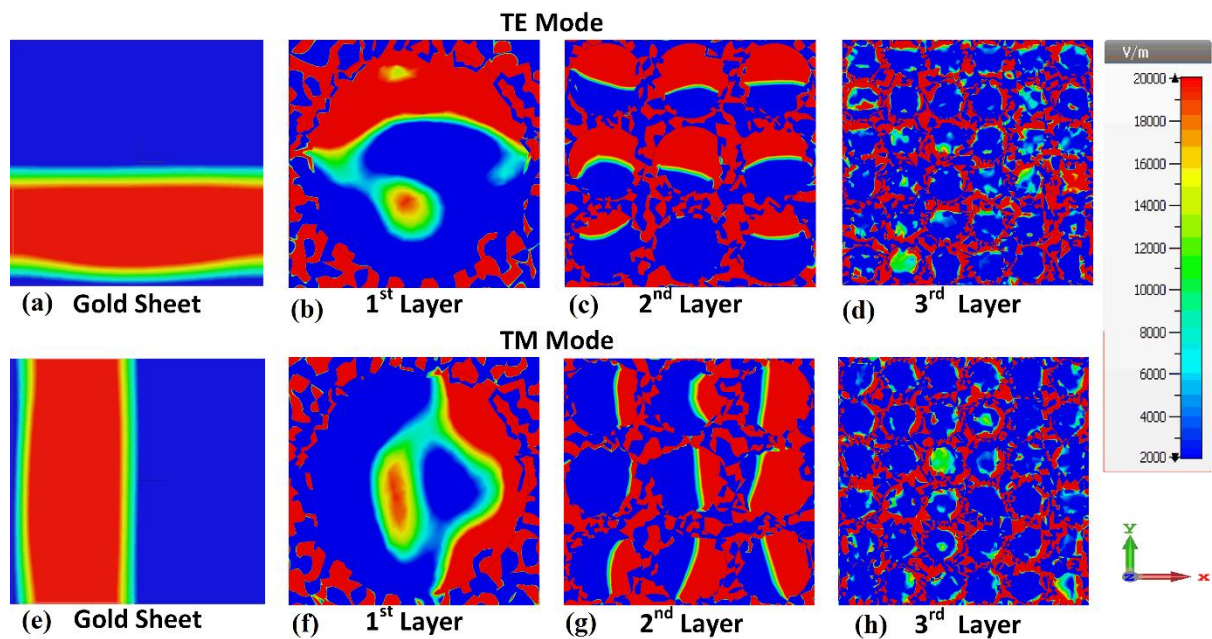 TE Mode
V/m
20000
18000
16000
14000
12000
10000
8000
6000
4000
2000
(a) Gold Sheet
(b) 1st Layer
(c) 2nd Layer
(d) 3rd Layer
TM Mode
(e) Gold Sheet
(f) 1st Layer
(g) 2nd Layer
(h) 3rd Layer
Y
Z
x